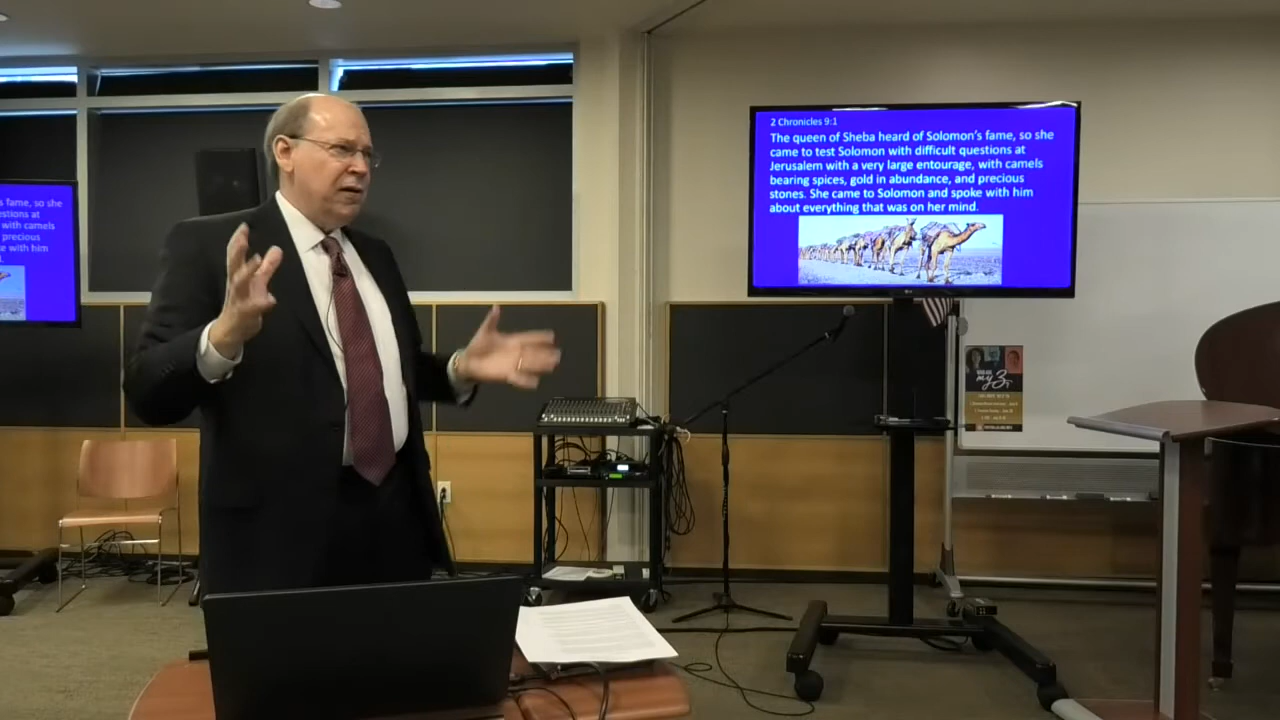 s fame, so she
estions at
with camels
precious
e with him
2 Chronicles 9:1
The queen of Sheba heard of Solomon's fame, so she
came to test Solomon with difficult questions at
Jerusalem with a very large entourage, with camels
bearing spices, gold in abundance, and precious
stones. She came to Solomon and spoke with him
about everything that was on her mind.
my 3